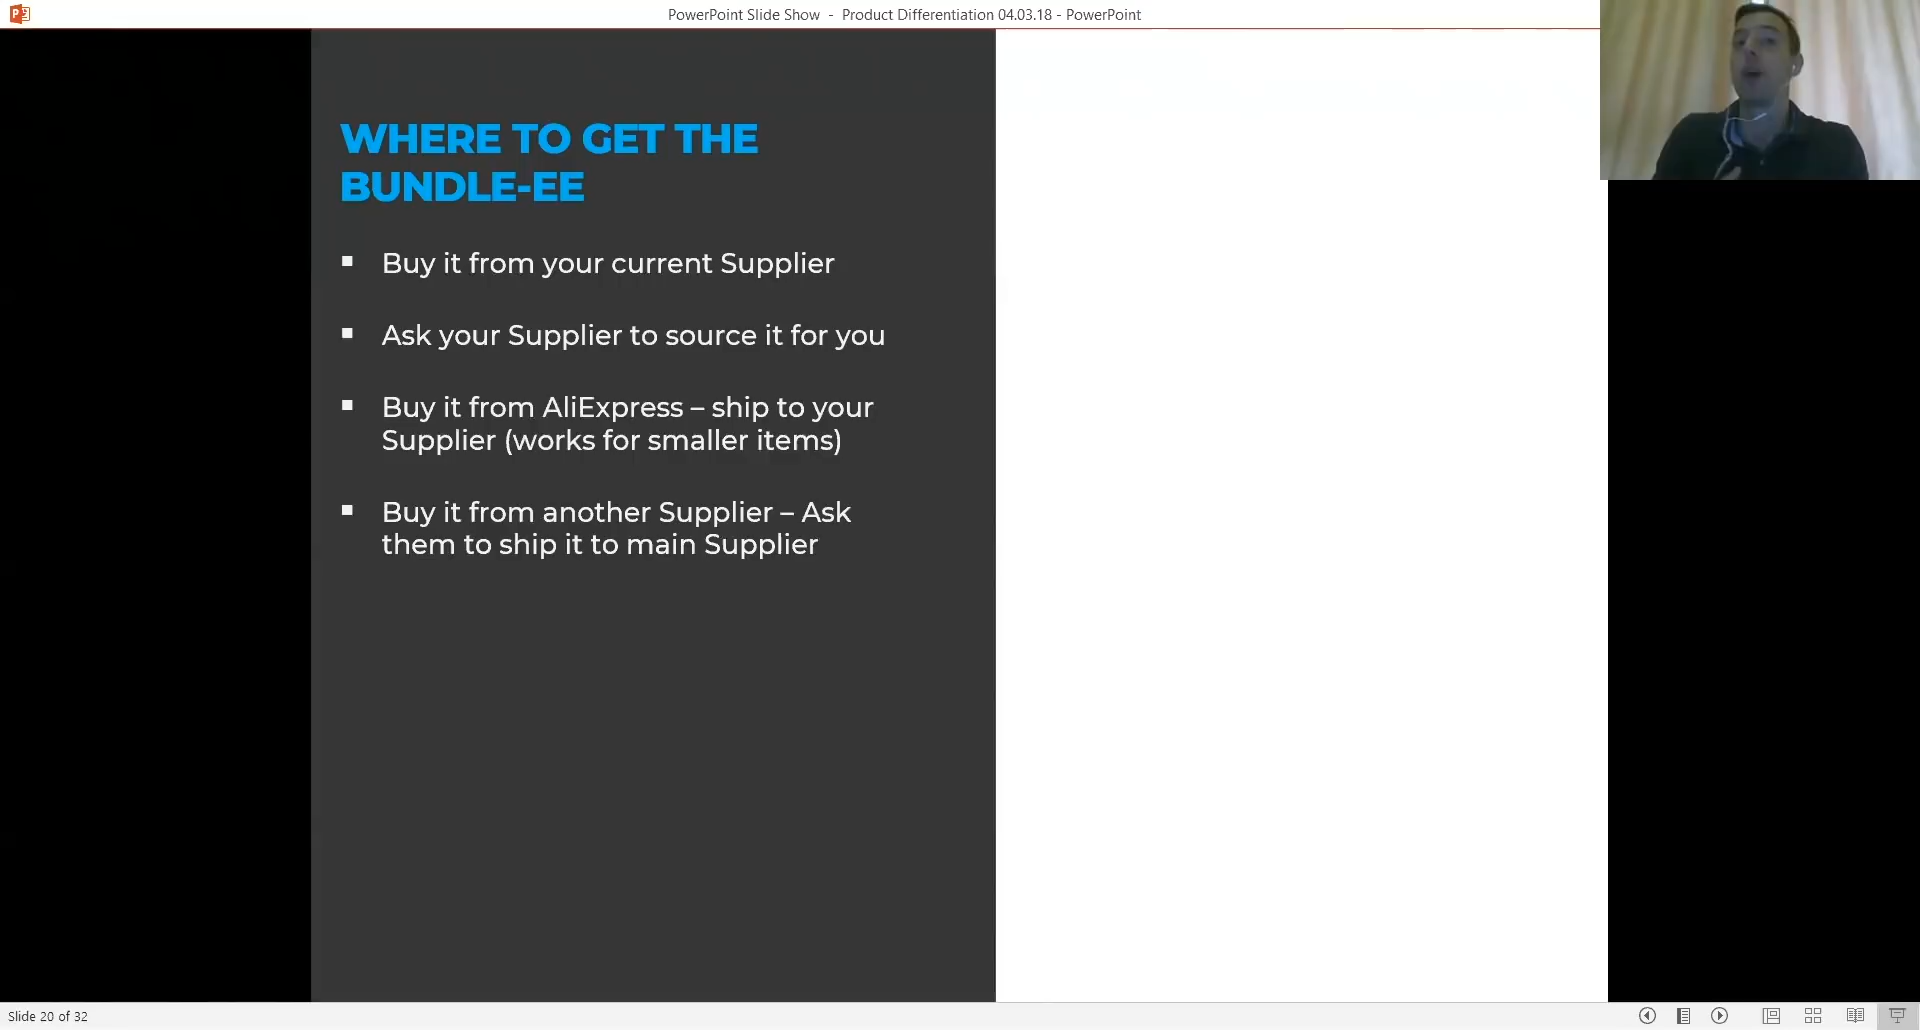 PowerPoint Slide Show - Product Differentiation 04.03.18 - PowerPoint
WHERE TO GET THE
BUNDLE-EE
▪ Buy it from your current Supplier
▪ Ask your Supplier to source it for you
▪ Buy it from AliExpress – ship to your
Supplier (works for smaller items)
▪ Buy it from another Supplier – Ask
them to ship it to main Supplier
Slide 20 of 32